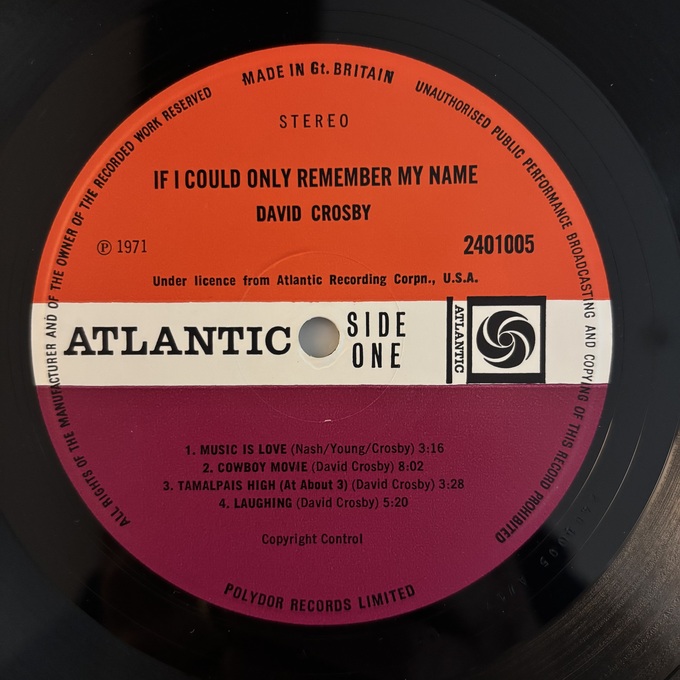 MADE IN Gt. BRITAIN
ALL RIGHTS OF THE MANUFACTURER AND OF THE OWNER OF THE RECORDED WORK RESERVED
UNAUTHORISED PUBLIC PERFORMANCE BROADCASTING AND COPYING OF THIS RECORD PROHIBITED
STEREO
IF I COULD ONLY REMEMBER MY NAME
DAVID CROSBY
℗ 1971
2401005
Under licence from Atlantic Recording Corpn., U.S.A.
ATLANTIC
SIDE
ONE
ATLANTIC
1. MUSIC IS LOVE (Nash/Young/Crosby) 3:16
2. COWBOY MOVIE (David Crosby) 8:02
3. TAMALPAIS HIGH (At About 3) (David Crosby) 3:28
4. LAUGHING (David Crosby) 5:20
Copyright Control
POLYDOR RECORDS LIMITED